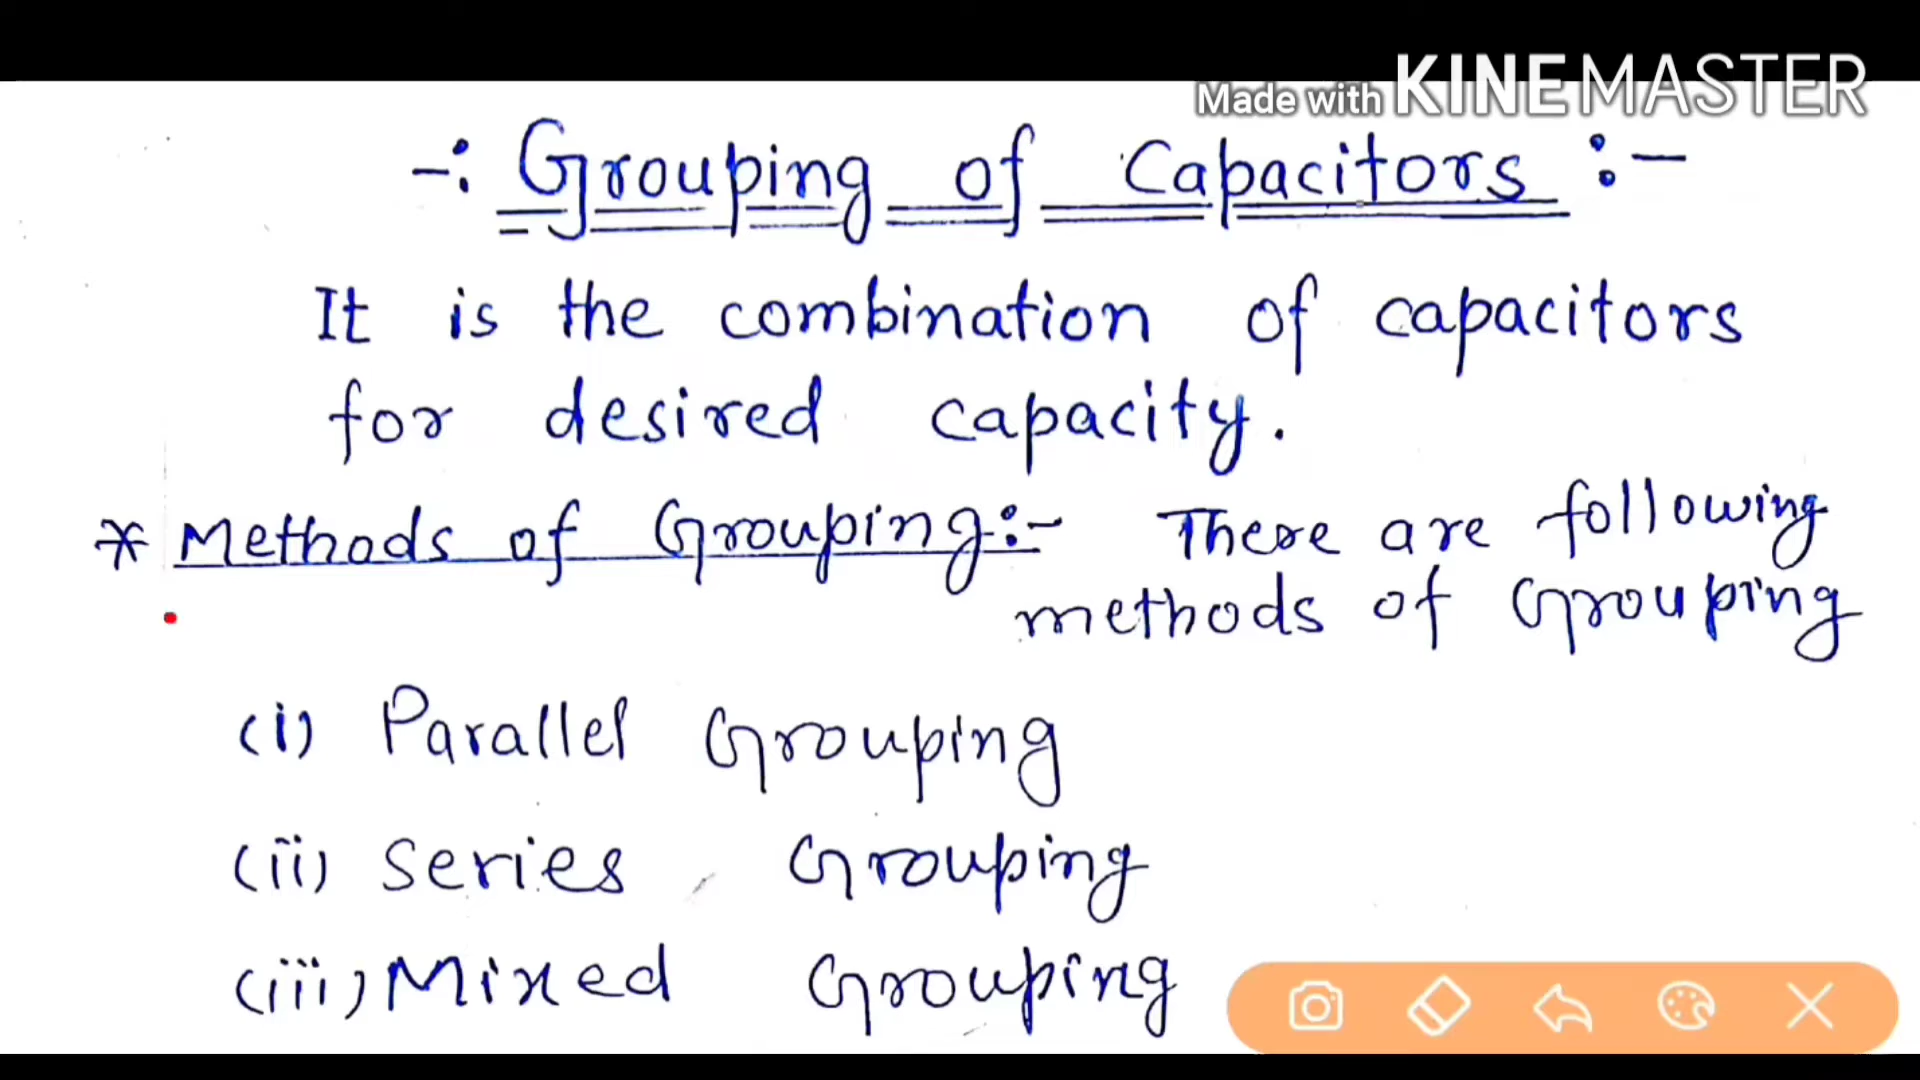 Made with KINEMASTER
-: Grouping of Capacitors :-
It is the combination of capacitors
for desired capacity.
* Methods of Grouping:- There are following
methods of Grouping
(i) Parallel Grouping
(ii) Series Grouping
(iii) Mixed Grouping